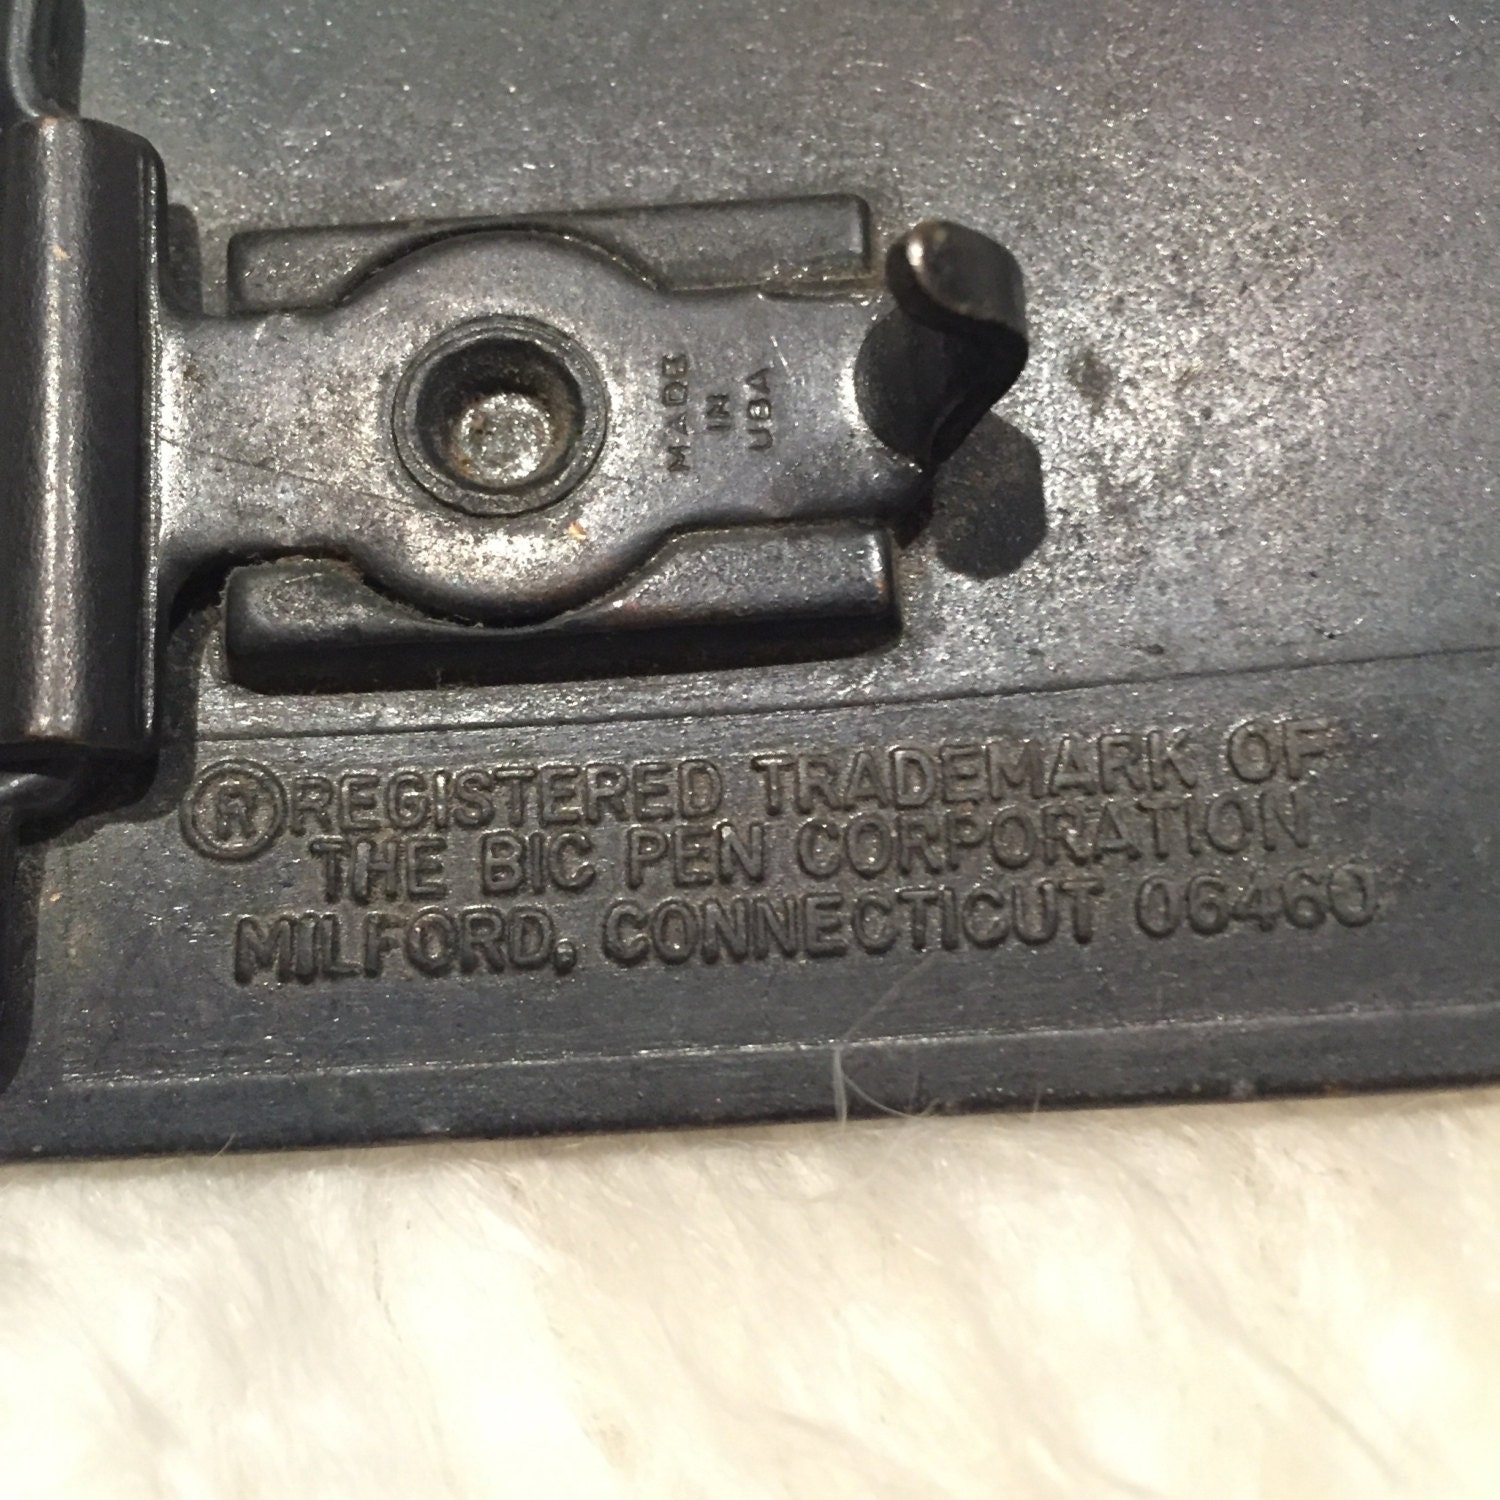 MADE
IN
USA
®REGISTERED TRADEMARK OF
THE BIC PEN CORPORATION
MILFORD, CONNECTICUT 06460